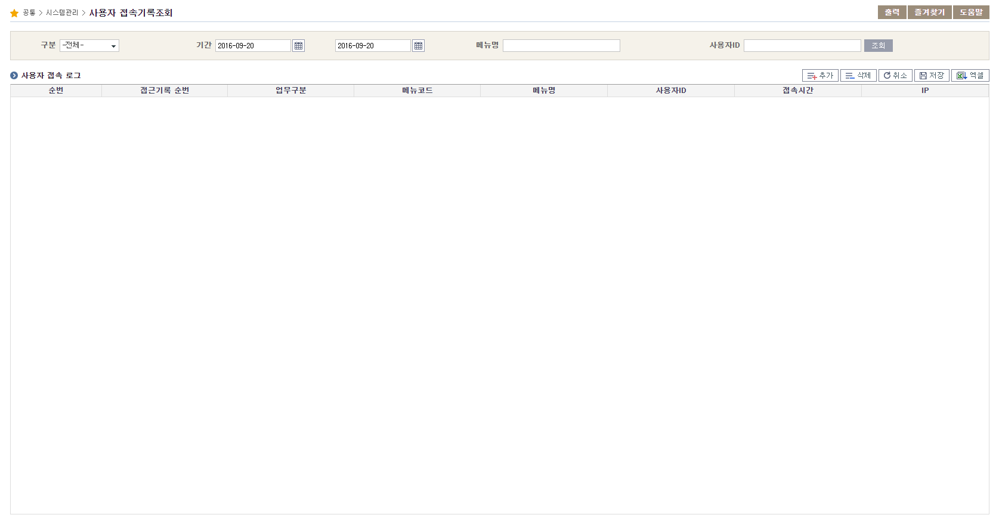 공통 > 시스템관리 > 사용자 접속기록조회 출력 즐겨찾기 도움말
구분 -전체- 기간 2016-09-20 2016-09-20 메뉴명 사용자ID 조회
사용자 접속 로그 추가 삭제 취소 저장 엑셀
순번 접근기록 순번 업무구분 메뉴코드 메뉴명 사용자ID 접속시간 IP